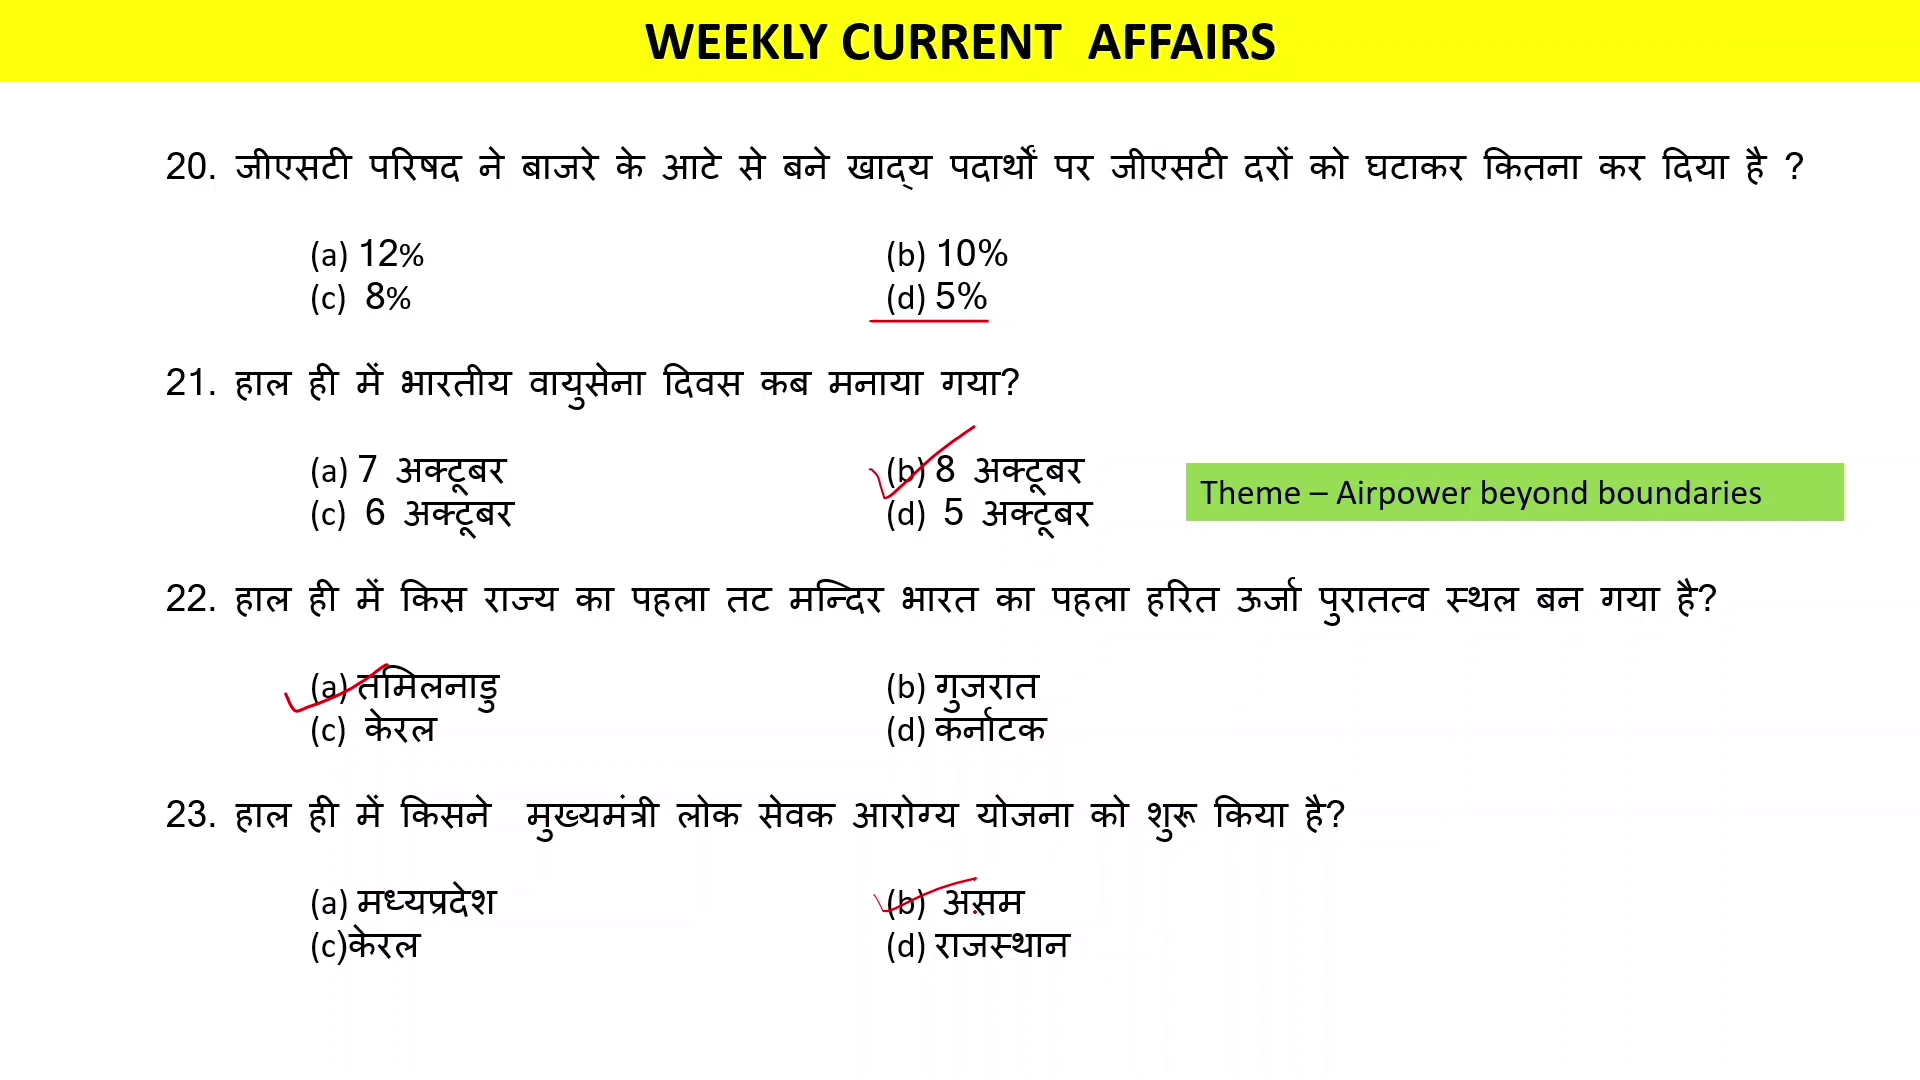 WEEKLY CURRENT AFFAIRS
20. जीएसटी परिषद ने बाजरे के आटे से बने खाद्य पदार्थों पर जीएसटी दरों को घटाकर कितना कर दिया है ?
(a) 12% (b) 10%
(c) 8% (d) 5%
21. हाल ही में भारतीय वायुसेना दिवस कब मनाया गया?
(a) 7 अक्टूबर (b) 8 अक्टूबर
Theme – Airpower beyond boundaries
(c) 6 अक्टूबर (d) 5 अक्टूबर
22. हाल ही में किस राज्य का पहला तट मन्दिर भारत का पहला हरित ऊर्जा पुरातत्व स्थल बन गया है?
(a) तमिलनाडु (b) गुजरात
(c) केरल (d) कर्नाटक
23. हाल ही में किसने मुख्यमंत्री लोक सेवक आरोग्य योजना को शुरू किया है?
(a) मध्यप्रदेश (b) असम
(c)केरल (d) राजस्थान